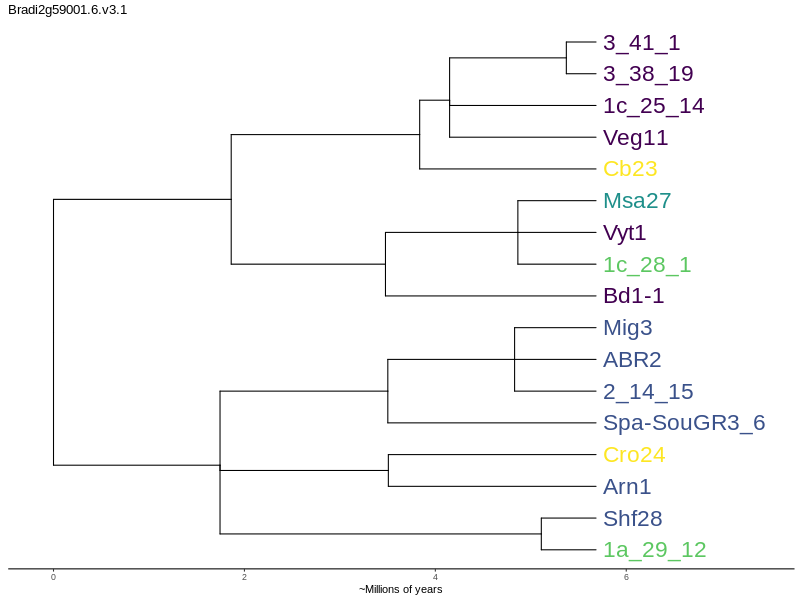 Bradi2g59001.6.v3.1
3_41_1
3_38_19
1c_25_14
Veg11
Cb23
Msa27
Vyt1
1c_28_1
Bd1-1
Mig3
ABR2
2_14_15
Spa-SouGR3_6
Cro24
Arn1
Shf28
1a_29_12
0 2 4 6
~Millions of years